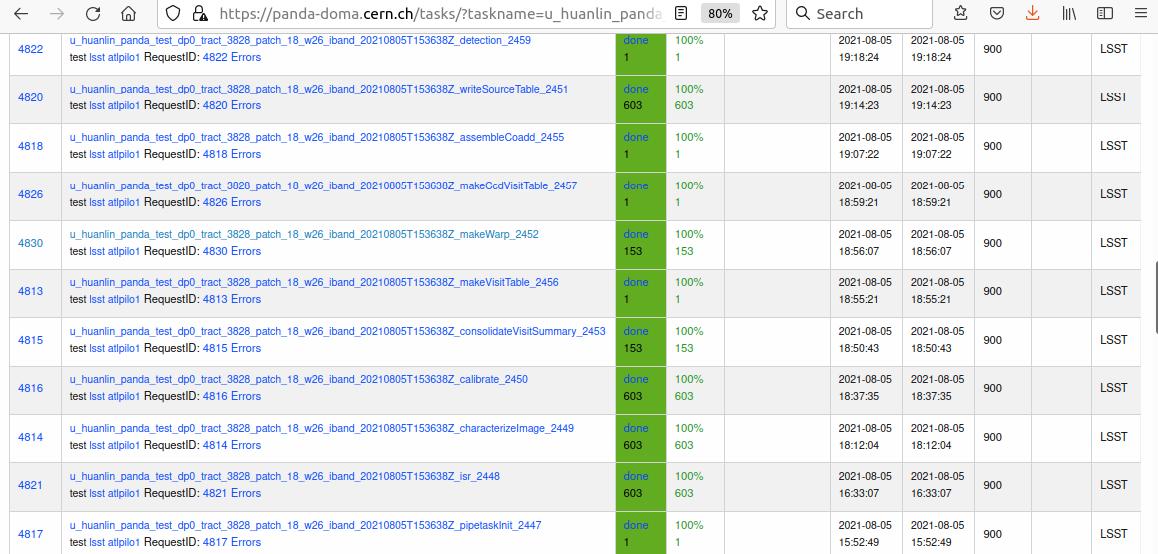 https://panda-doma.cern.ch/tasks/?taskname=u_huanlin_panda 80% Search
4822 u_huanlin_panda_test_dp0_tract_3828_patch_18_w26_iband_20210805T153638Z_detection_2459 done 100% 2021-08-05 2021-08-05 900 LSST
test lsst atlpilo1 RequestID: 4822 Errors 1 1 19:18:24 19:18:24
4820 u_huanlin_panda_test_dp0_tract_3828_patch_18_w26_iband_20210805T153638Z_writeSourceTable_2451 done 100% 2021-08-05 2021-08-05 900 LSST
test lsst atlpilo1 RequestID: 4820 Errors 603 603 19:14:23 19:14:23
4818 u_huanlin_panda_test_dp0_tract_3828_patch_18_w26_iband_20210805T153638Z_assembleCoadd_2455 done 100% 2021-08-05 2021-08-05 900 LSST
test lsst atlpilo1 RequestID: 4818 Errors 1 1 19:07:22 19:07:22
4826 u_huanlin_panda_test_dp0_tract_3828_patch_18_w26_iband_20210805T153638Z_makeCcdVisitTable_2457 done 100% 2021-08-05 2021-08-05 900 LSST
test lsst atlpilo1 RequestID: 4826 Errors 1 1 18:59:21 18:59:21
4830 u_huanlin_panda_test_dp0_tract_3828_patch_18_w26_iband_20210805T153638Z_makeWarp_2452 done 100% 2021-08-05 2021-08-05 900 LSST
test lsst atlpilo1 RequestID: 4830 Errors 153 153 18:56:07 18:56:07
4813 u_huanlin_panda_test_dp0_tract_3828_patch_18_w26_iband_20210805T153638Z_makeVisitTable_2456 done 100% 2021-08-05 2021-08-05 900 LSST
test lsst atlpilo1 RequestID: 4813 Errors 1 1 18:55:21 18:55:21
4815 u_huanlin_panda_test_dp0_tract_3828_patch_18_w26_iband_20210805T153638Z_consolidateVisitSummary_2453 done 100% 2021-08-05 2021-08-05 900 LSST
test lsst atlpilo1 RequestID: 4815 Errors 153 153 18:50:43 18:50:43
4816 u_huanlin_panda_test_dp0_tract_3828_patch_18_w26_iband_20210805T153638Z_calibrate_2450 done 100% 2021-08-05 2021-08-05 900 LSST
test lsst atlpilo1 RequestID: 4816 Errors 603 603 18:37:35 18:37:35
4814 u_huanlin_panda_test_dp0_tract_3828_patch_18_w26_iband_20210805T153638Z_characterizeImage_2449 done 100% 2021-08-05 2021-08-05 900 LSST
test lsst atlpilo1 RequestID: 4814 Errors 603 603 18:12:04 18:12:04
4821 u_huanlin_panda_test_dp0_tract_3828_patch_18_w26_iband_20210805T153638Z_isr_2448 done 100% 2021-08-05 2021-08-05 900 LSST
test lsst atlpilo1 RequestID: 4821 Errors 603 603 16:33:07 16:33:07
4817 u_huanlin_panda_test_dp0_tract_3828_patch_18_w26_iband_20210805T153638Z_pipetaskInit_2447 done 100% 2021-08-05 2021-08-05 900 LSST
test lsst atlpilo1 RequestID: 4817 Errors 1 1 15:52:49 15:52:49